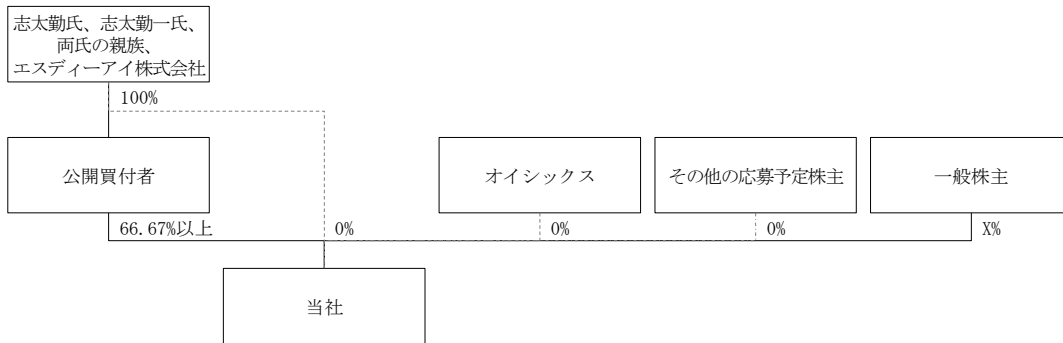 志太勤氏、志太勤一氏、
両氏の親族、
エスディーアイ株式会社
100%
公開買付者
オイシックス
その他の応募予定株主
一般株主
66.67%以上
0%
0%
0%
X%
当社